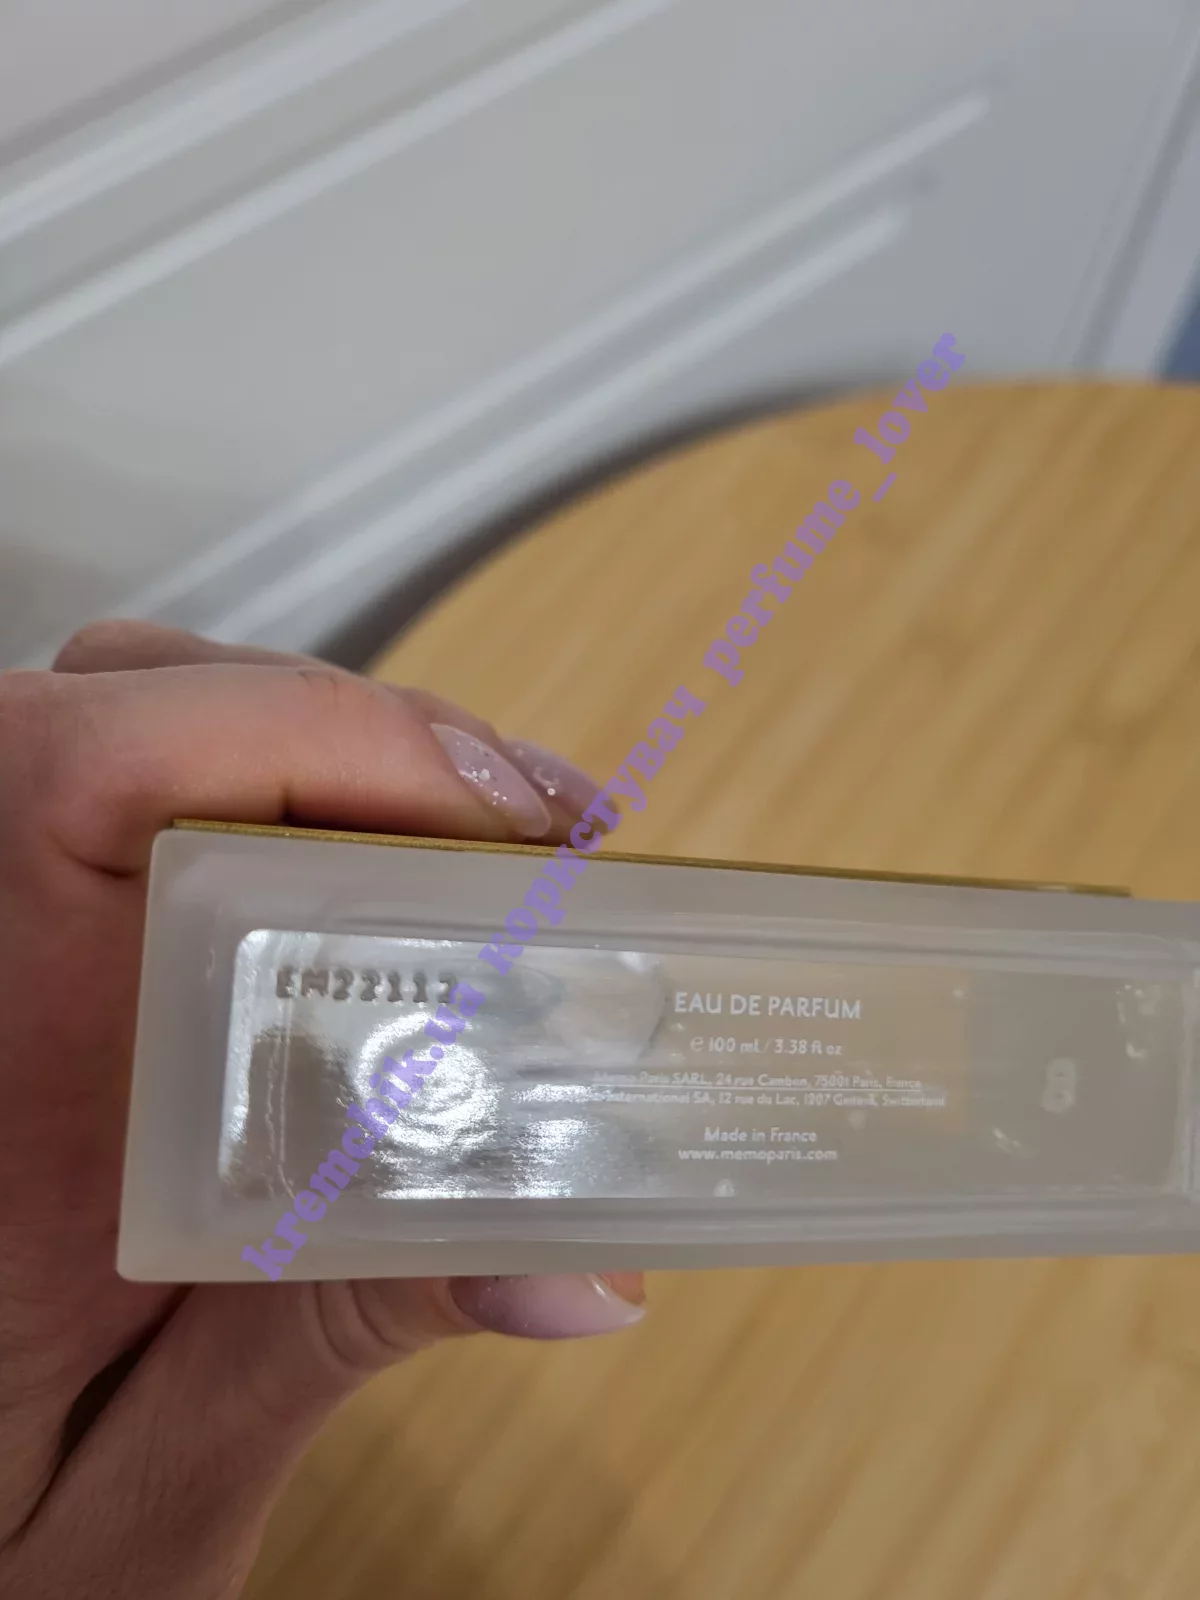 EM22112
EAU DE PARFUM
℮ 100 ml / 3.38 fl oz
Memo Paris SARL, 24 rue Cambon, 75001 Paris, France
International SA, 12 rue du Lac, 1207 Geneva, Switzerland
Made in France
www.memoparis.com
kremchik.ua користувач perfume_lover